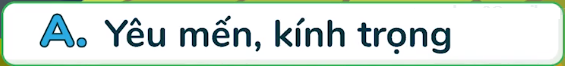 A. Yêu mến, kính trọng